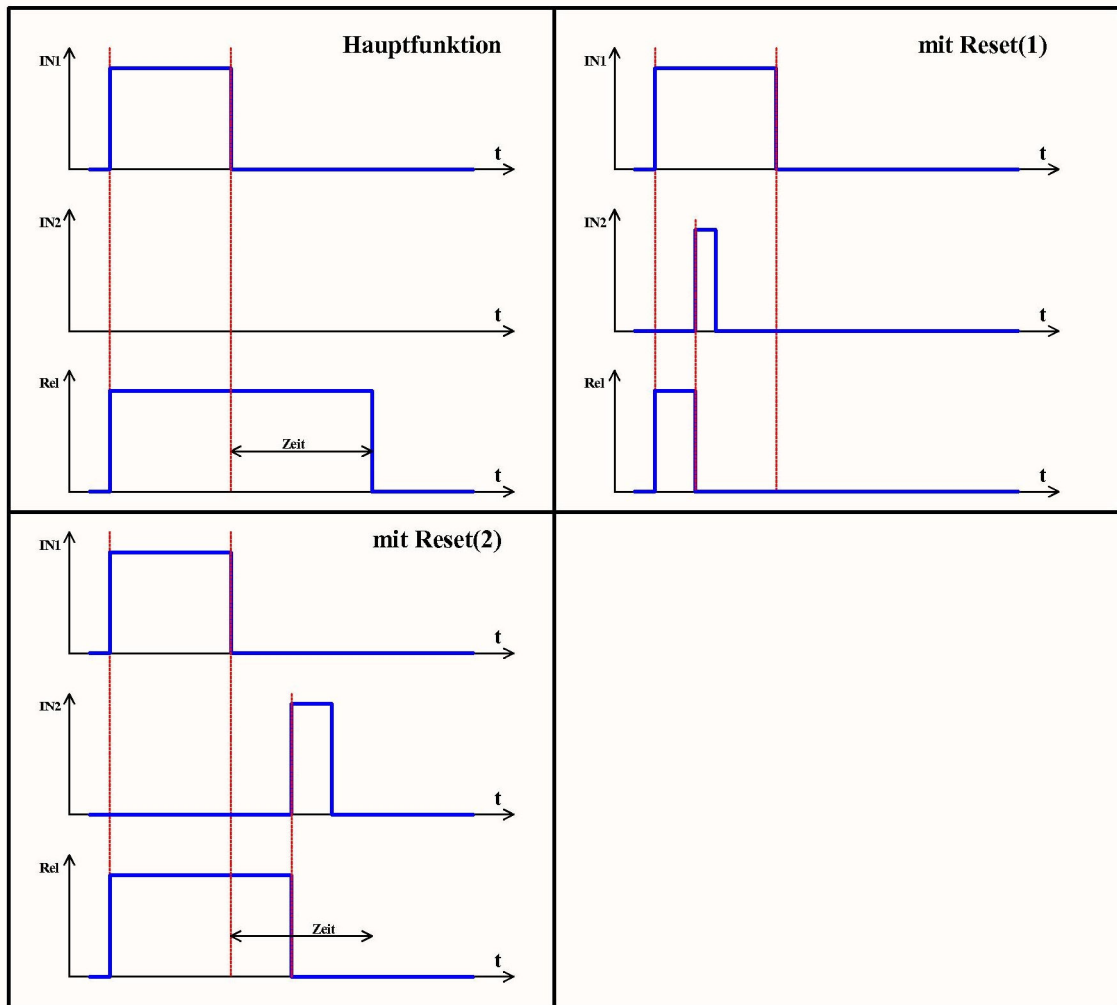 Hauptfunktion
IN1
t
IN2
t
Rel
Zeit
t
mit Reset(1)
IN1
t
IN2
t
Rel
t
mit Reset(2)
IN1
t
IN2
t
Rel
Zeit
t